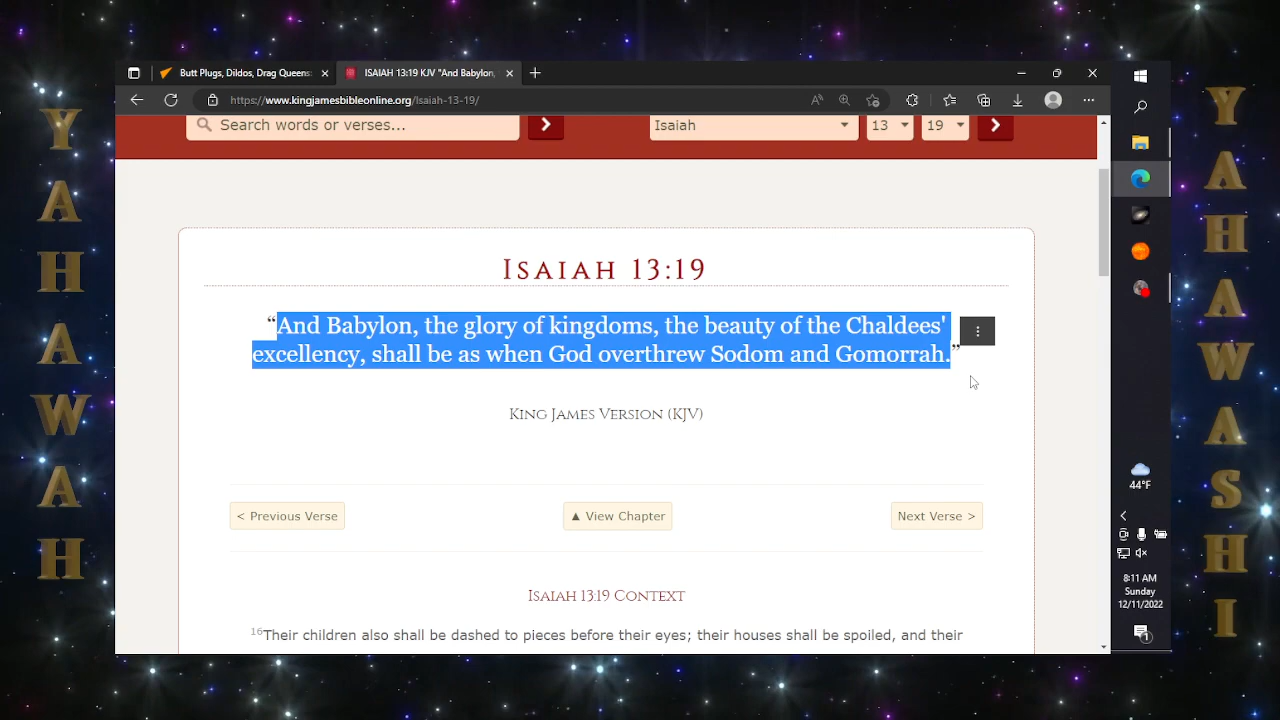 YAHAWAH
Butt Plugs, Dildos, Drag Queens:
ISAIAH 13:19 KJV "And Babylon,
https://www.kingjamesbibleonline.org/Isaiah-13-19/
Search words or verses...
Isaiah
13
19
ISAIAH 13:19
“And Babylon, the glory of kingdoms, the beauty of the Chaldees'
excellency, shall be as when God overthrew Sodom and Gomorrah.”
KING JAMES VERSION (KJV)
< Previous Verse
▲ View Chapter
Next Verse >
ISAIAH 13:19 CONTEXT
16Their children also shall be dashed to pieces before their eyes; their houses shall be spoiled, and their
44°F
8:11 AM
Sunday
12/11/2022
1
YAHAWASHI